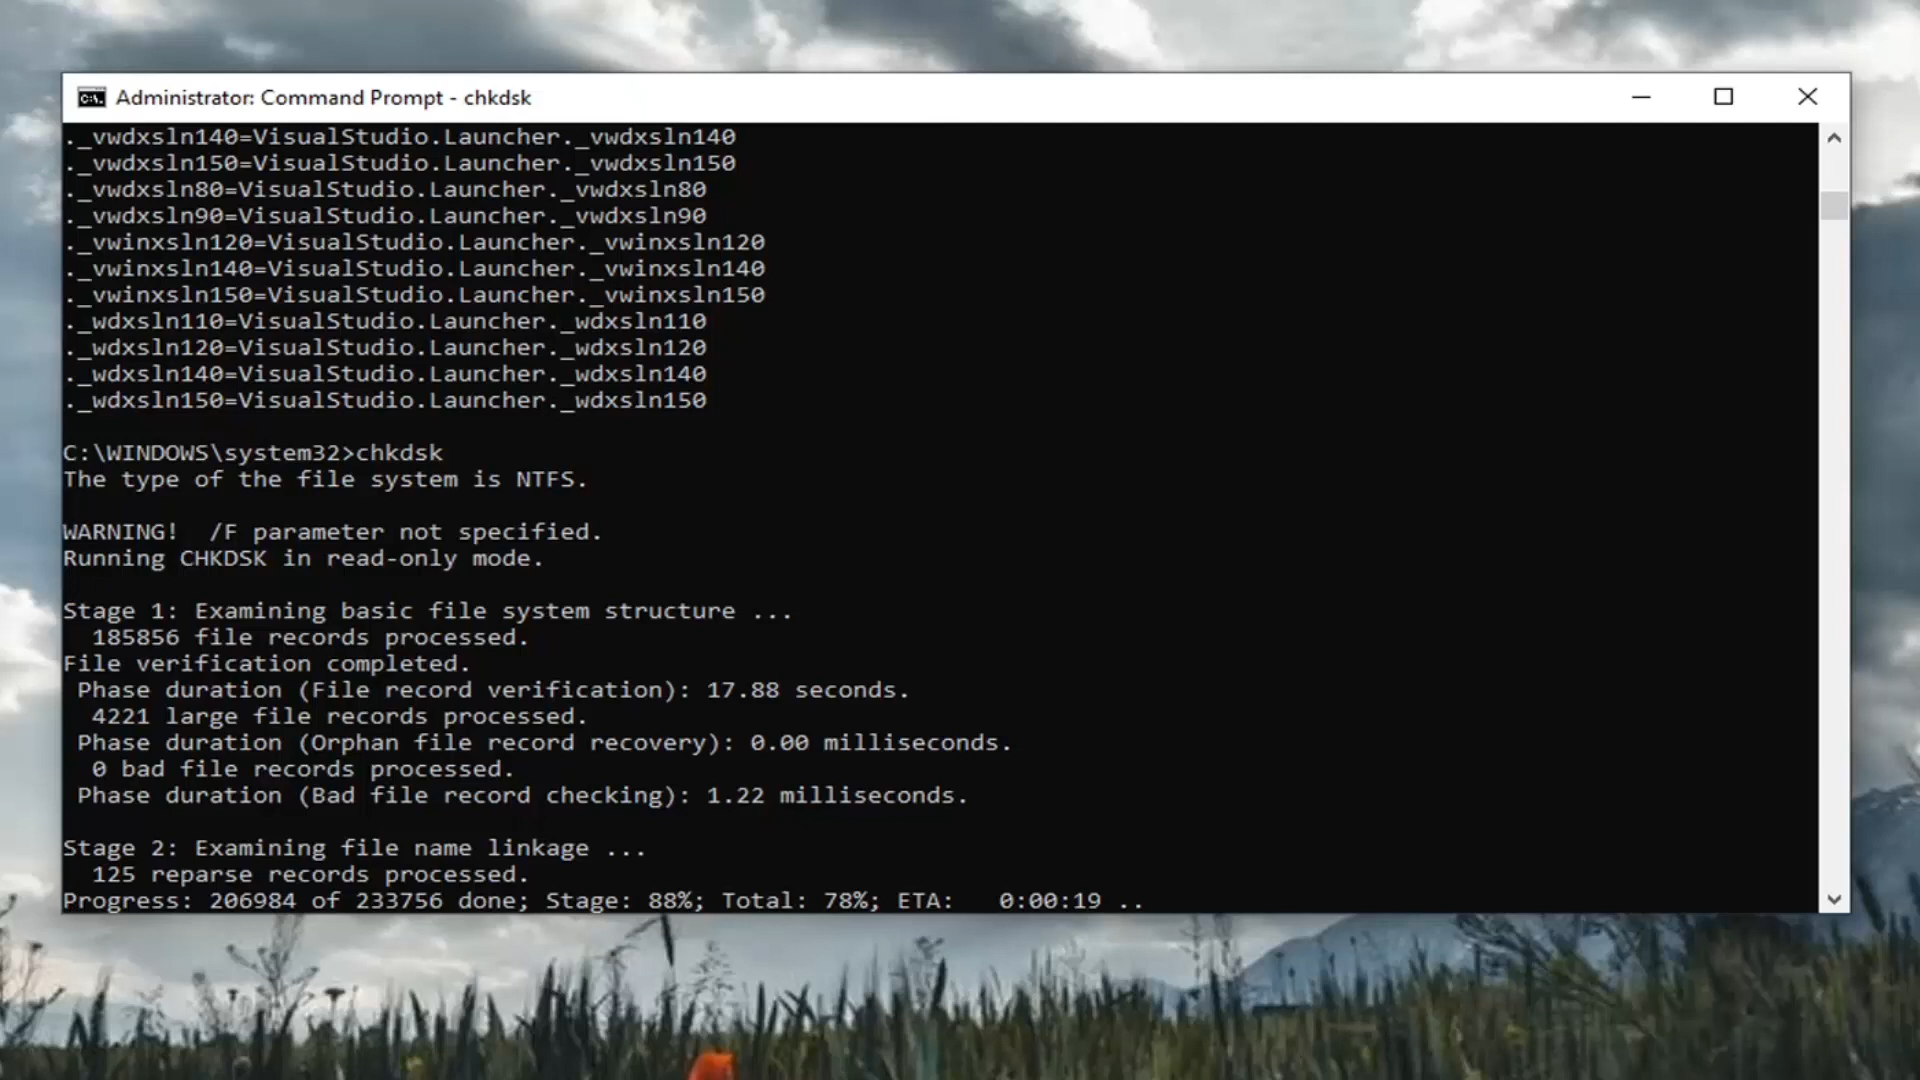 Administrator: Command Prompt - chkdsk
._vwdxsln140=VisualStudio.Launcher._vwdxsln140
._vwdxsln150=VisualStudio.Launcher._vwdxsln150
._vwdxsln80=VisualStudio.Launcher._vwdxsln80
._vwdxsln90=VisualStudio.Launcher._vwdxsln90
._vwinxsln120=VisualStudio.Launcher._vwinxsln120
._vwinxsln140=VisualStudio.Launcher._vwinxsln140
._vwinxsln150=VisualStudio.Launcher._vwinxsln150
._wdxsln110=VisualStudio.Launcher._wdxsln110
._wdxsln120=VisualStudio.Launcher._wdxsln120
._wdxsln140=VisualStudio.Launcher._wdxsln140
._wdxsln150=VisualStudio.Launcher._wdxsln150
C:\WINDOWS\system32>chkdsk
The type of the file system is NTFS.
WARNING!  /F parameter not specified.
Running CHKDSK in read-only mode.
Stage 1: Examining basic file system structure ...
  185856 file records processed.
File verification completed.
 Phase duration (File record verification): 17.88 seconds.
  4221 large file records processed.
 Phase duration (Orphan file record recovery): 0.00 milliseconds.
  0 bad file records processed.
 Phase duration (Bad file record checking): 1.22 milliseconds.
Stage 2: Examining file name linkage ...
  125 reparse records processed.
Progress: 206984 of 233756 done; Stage: 88%; Total: 78%; ETA:   0:00:19 ..